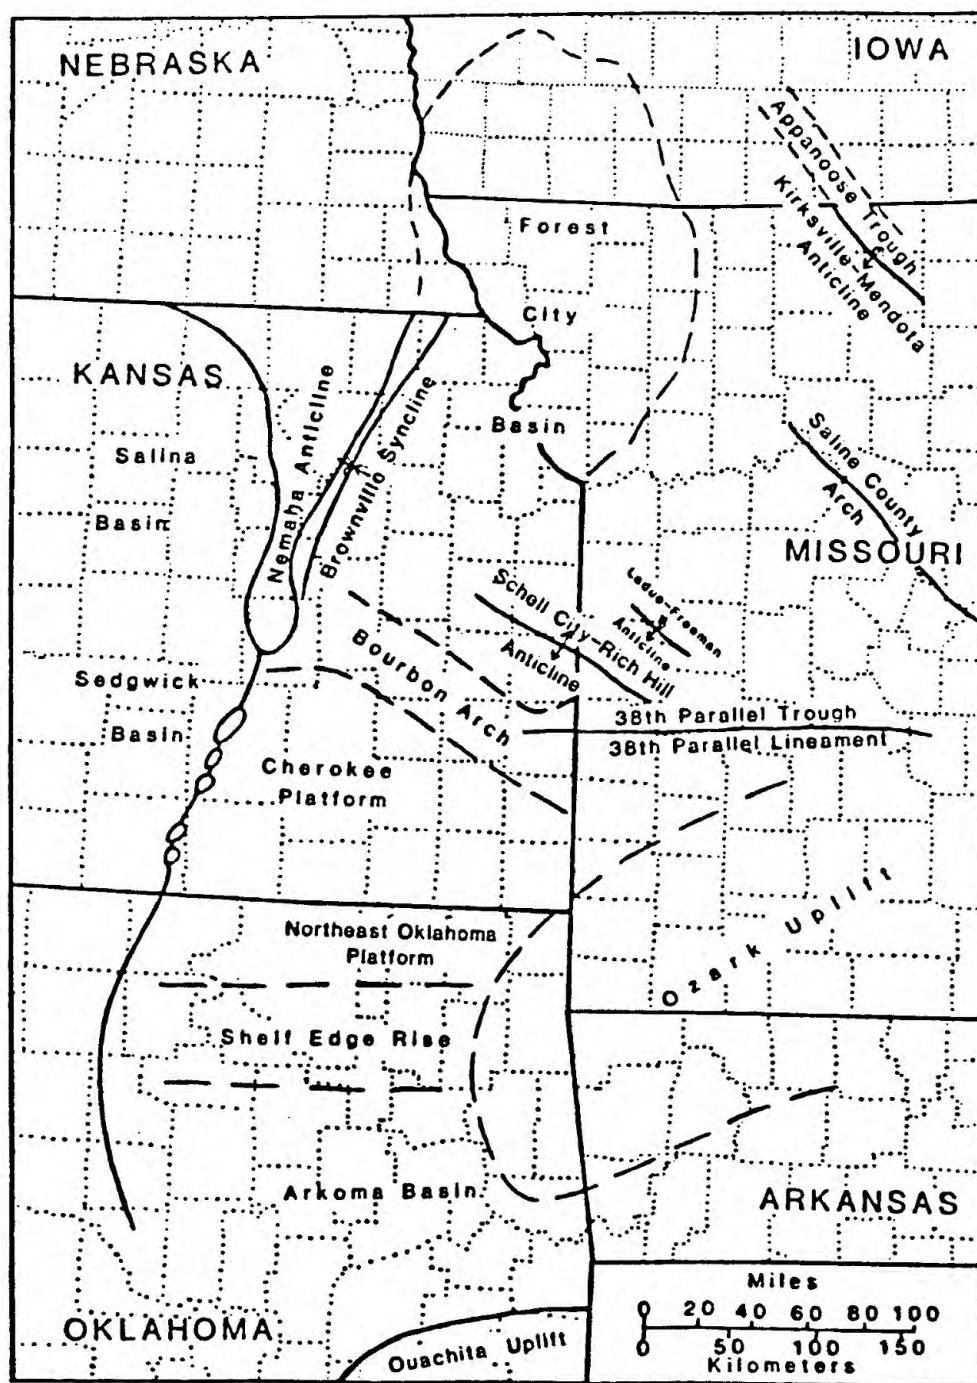 NEBRASKA
IOWA
Appanoose Trough
Kirksville-Mendota
Anticline
Forest
City
Basin
KANSAS
Nemaha Anticline
Brownville Syncline
Salina
Basin
Saline County
Arch
MISSOURI
Ledue-Freeman
Anticline
Schell City-Rich Hill
Anticline
Bourbon Arch
Sedgwick
Basin
38th Parallel Trough
38th Parallel Lineament
Cherokee
Platform
Ozark Uplift
Northeast Oklahoma
Platform
Shelf Edge Rise
Arkoma Basin
ARKANSAS
OKLAHOMA
Ouachita Uplift
Miles
0 20 40 60 80 100
0 50 100 150
Kilometers